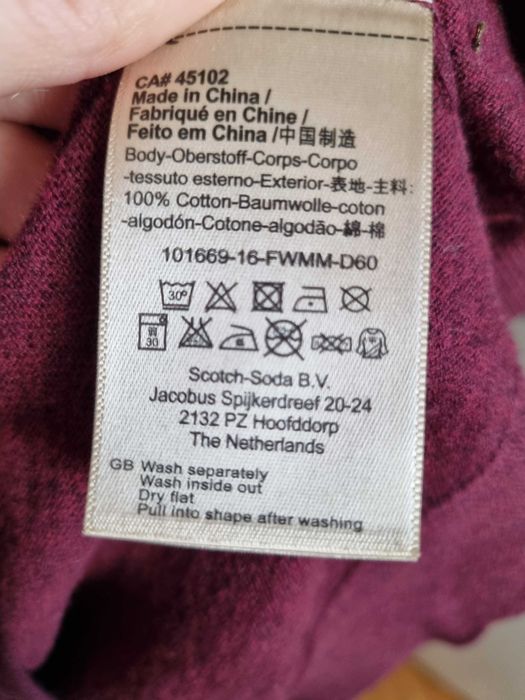 CA# 45102
Made in China /
Fabriqué en Chine /
Feito em China /中国制造
Body-Oberstoff-Corps-Corpo
-tessuto esterno-Exterior-表地-主料:
100% Cotton-Baumwolle-coton
-algodón-Cotone-algodão-綿-棉
101669-16-FWMM-D60
30°
30
Scotch-Soda B.V.
Jacobus Spijkerdreef 20-24
2132 PZ Hoofddorp
The Netherlands
GB Wash separately
Wash inside out
Dry flat
Pull into shape after washing